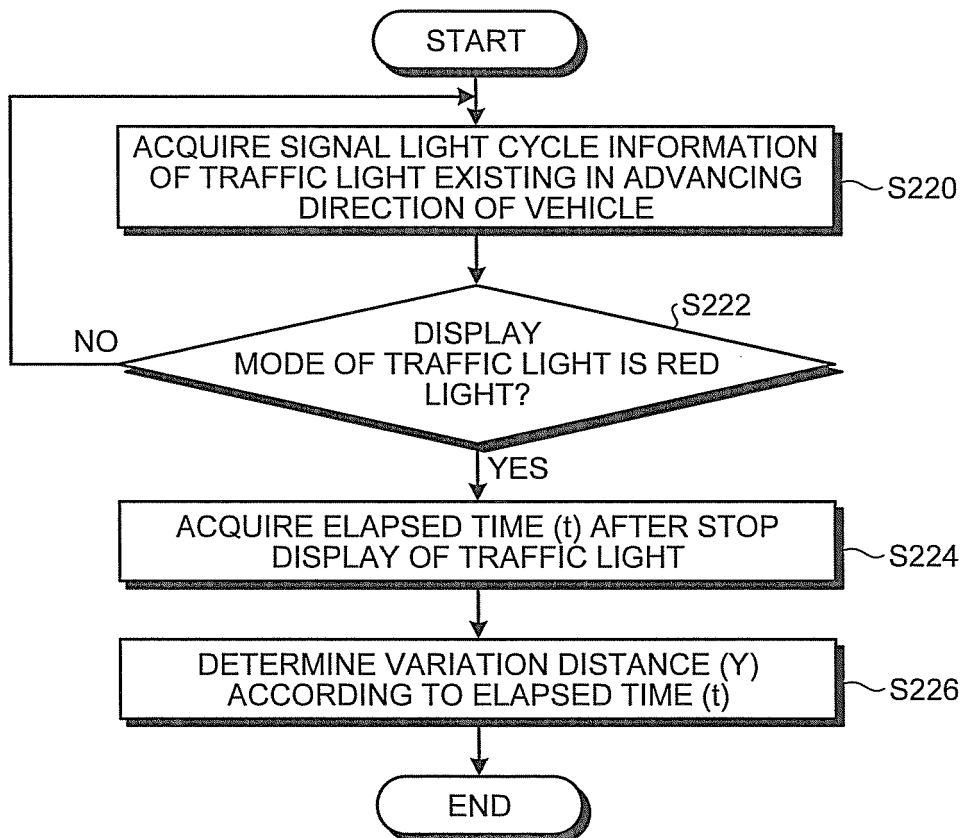 START
ACQUIRE SIGNAL LIGHT CYCLE INFORMATION
OF TRAFFIC LIGHT EXISTING IN ADVANCING
DIRECTION OF VEHICLE
S220
S222
DISPLAY
MODE OF TRAFFIC LIGHT IS RED
LIGHT?
NO
YES
ACQUIRE ELAPSED TIME (t) AFTER STOP
DISPLAY OF TRAFFIC LIGHT
S224
DETERMINE VARIATION DISTANCE (Y)
ACCORDING TO ELAPSED TIME (t)
S226
END